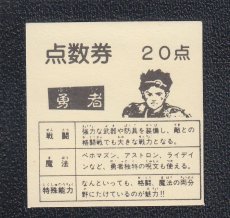 点数券 20点
勇者
戦闘
強力な武器や防具を装備し、敵との
格闘戦でも大きな戦力となる。
魔法
ベホマズン、アストロン、ライデイ
ンなど、勇者独特の呪文も使える。
特殊能力
なんといっても、格闘、魔法の両分
野にたけているのが魅力!!